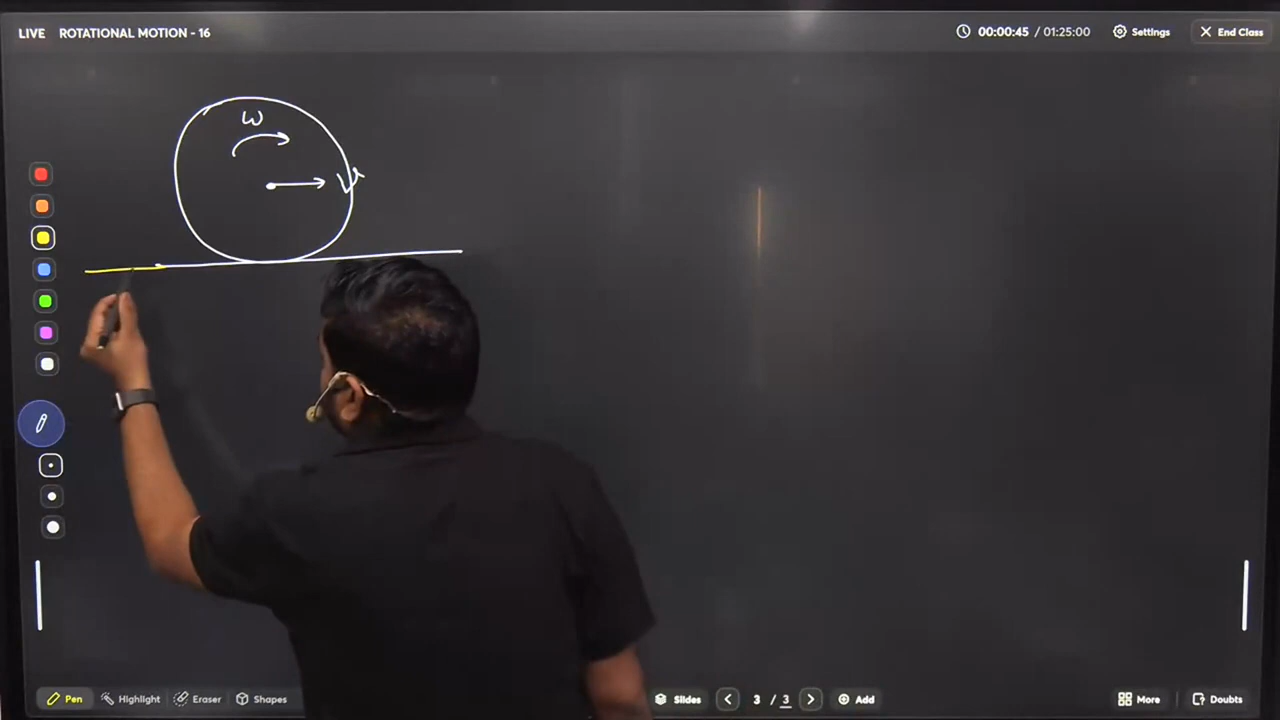 LIVE ROTATIONAL MOTION - 16
00:00:45 / 01:25:00 Settings End Class
ω
V
Pen Highlight Eraser Shapes Slides 3 / 3 Add More Doubts